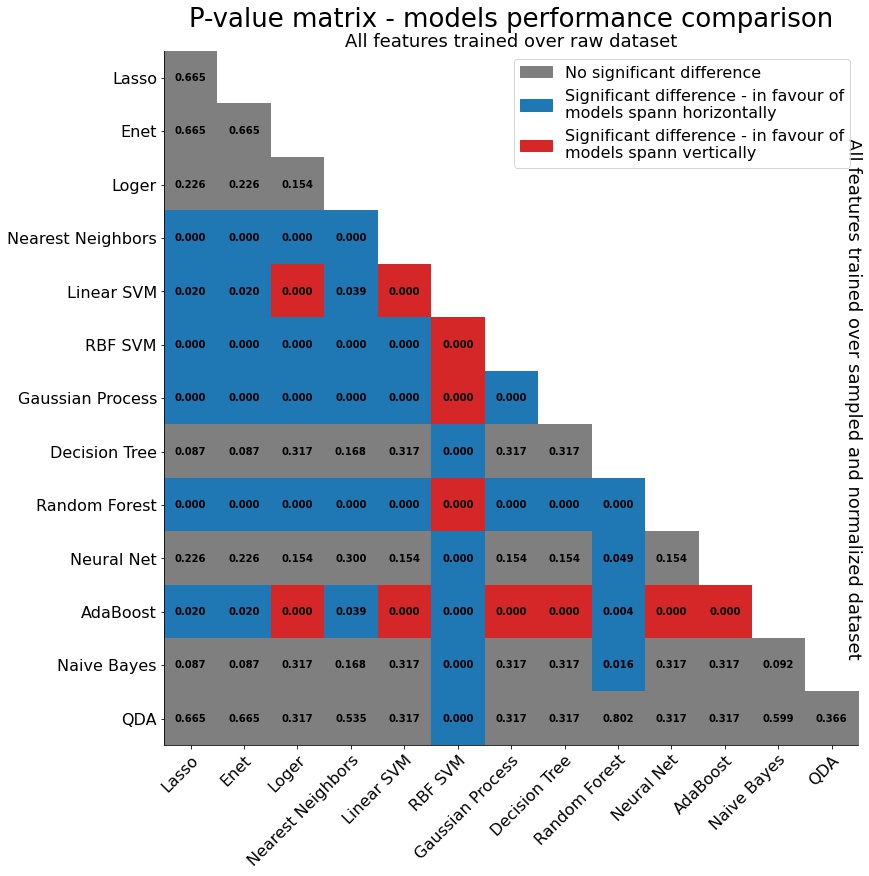 P-value matrix - models performance comparison
All features trained over raw dataset
No significant difference
Significant difference - in favour of
models spann horizontally
Significant difference - in favour of
models spann vertically
All features trained over sampled and normalized dataset
Lasso 0.665
Enet 0.665 0.665
Loger 0.226 0.226 0.154
Nearest Neighbors 0.000 0.000 0.000 0.000
Linear SVM 0.020 0.020 0.000 0.039 0.000
RBF SVM 0.000 0.000 0.000 0.000 0.000 0.000
Gaussian Process 0.000 0.000 0.000 0.000 0.000 0.000 0.000
Decision Tree 0.087 0.087 0.317 0.168 0.317 0.000 0.317 0.317
Random Forest 0.000 0.000 0.000 0.000 0.000 0.000 0.000 0.000 0.000
Neural Net 0.226 0.226 0.154 0.300 0.154 0.000 0.154 0.154 0.049 0.154
AdaBoost 0.020 0.020 0.000 0.039 0.000 0.000 0.000 0.000 0.004 0.000 0.000
Naive Bayes 0.087 0.087 0.317 0.168 0.317 0.000 0.317 0.317 0.016 0.317 0.317 0.092
QDA 0.665 0.665 0.317 0.535 0.317 0.000 0.317 0.317 0.802 0.317 0.317 0.599 0.366
Lasso
Enet
Loger
Nearest Neighbors
Linear SVM
RBF SVM
Gaussian Process
Decision Tree
Random Forest
Neural Net
AdaBoost
Naive Bayes
QDA